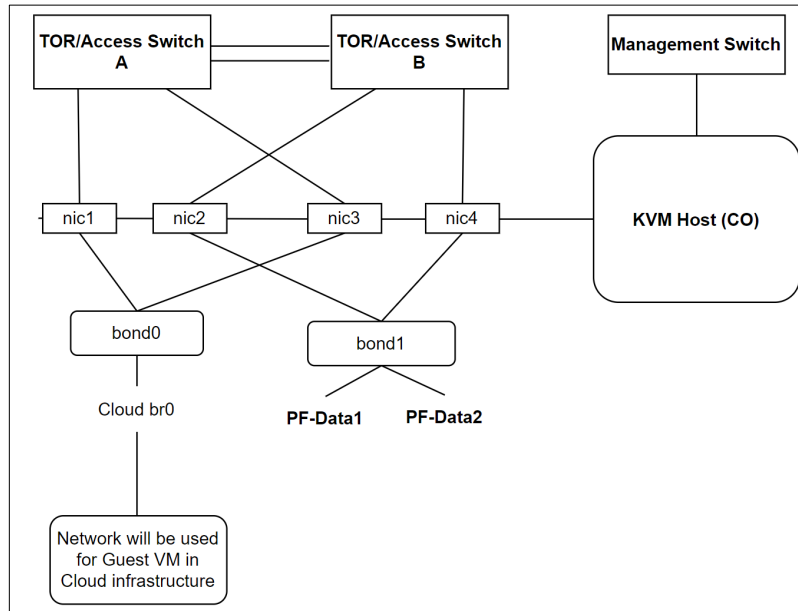 TOR/Access Switch
A
TOR/Access Switch
B
Management Switch
nic1
nic2
nic3
nic4
KVM Host (CO)
bond0
bond1
Cloud br0
PF-Data1
PF-Data2
Network will be used
for Guest VM in
Cloud infrastructure